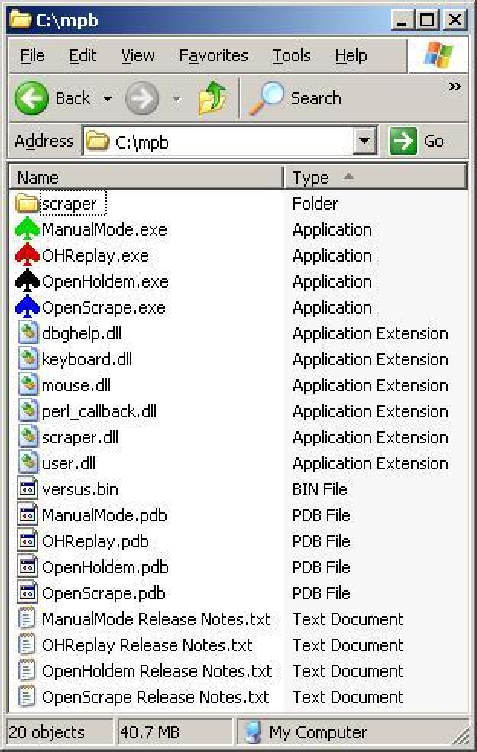 C:\mpb
File Edit View Favorites Tools Help
Back Search »
Address C:\mpb Go
Name Type
scraper Folder
ManualMode.exe Application
OHReplay.exe Application
OpenHoldem.exe Application
OpenScrape.exe Application
dbghelp.dll Application Extension
keyboard.dll Application Extension
mouse.dll Application Extension
perl_callback.dll Application Extension
scraper.dll Application Extension
user.dll Application Extension
versus.bin BIN File
ManualMode.pdb PDB File
OHReplay.pdb PDB File
OpenHoldem.pdb PDB File
OpenScrape.pdb PDB File
ManualMode Release Notes.txt Text Document
OHReplay Release Notes.txt Text Document
OpenHoldem Release Notes.txt Text Document
OpenScrape Release Notes.txt Text Document
20 objects 40.7 MB My Computer